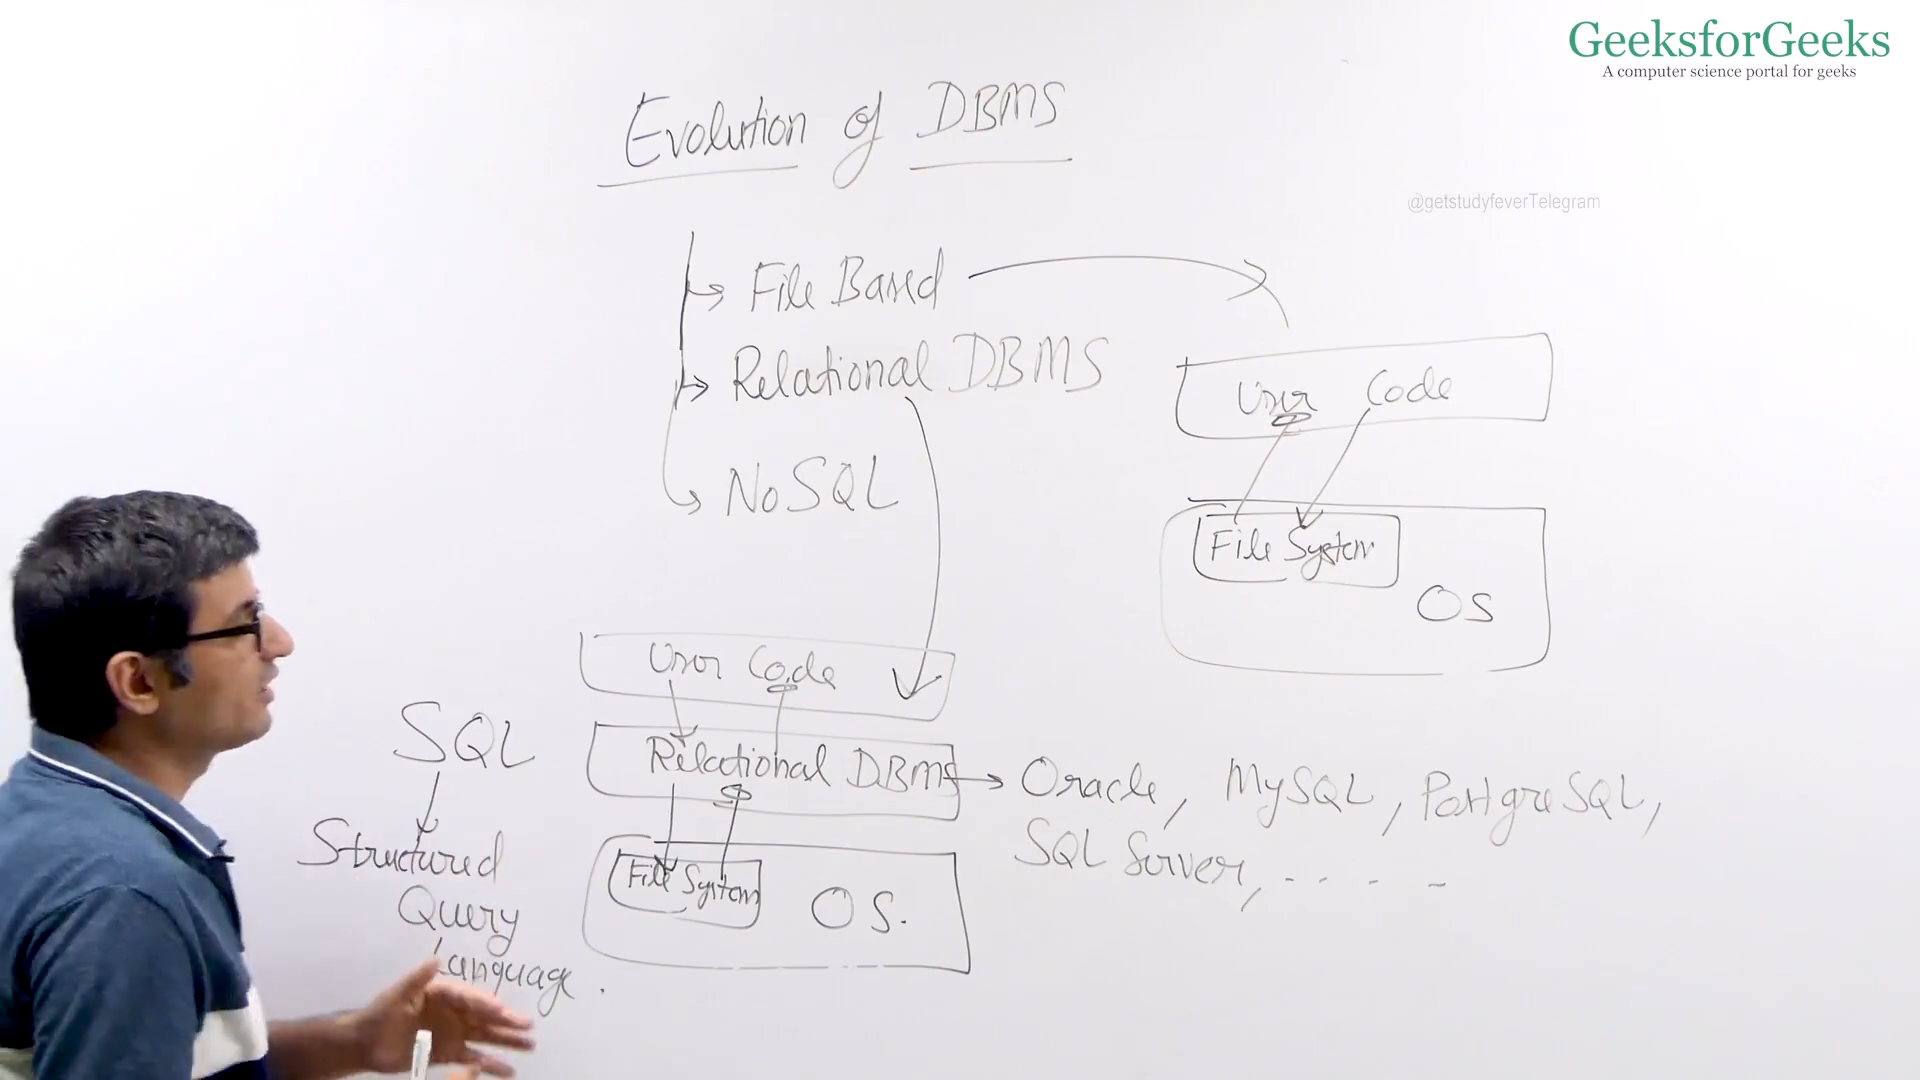 GeeksforGeeks
A computer science portal for geeks
Evolution of DBMS
@getstudyfeverTelegram
File Based
Relational DBMS
NoSQL
User Code
File System
OS
User Code
Relational DBMS
File System
OS.
SQL
Structured
Query
Language.
Oracle, MySQL, PostgreSQL,
SQL Server, - - - -